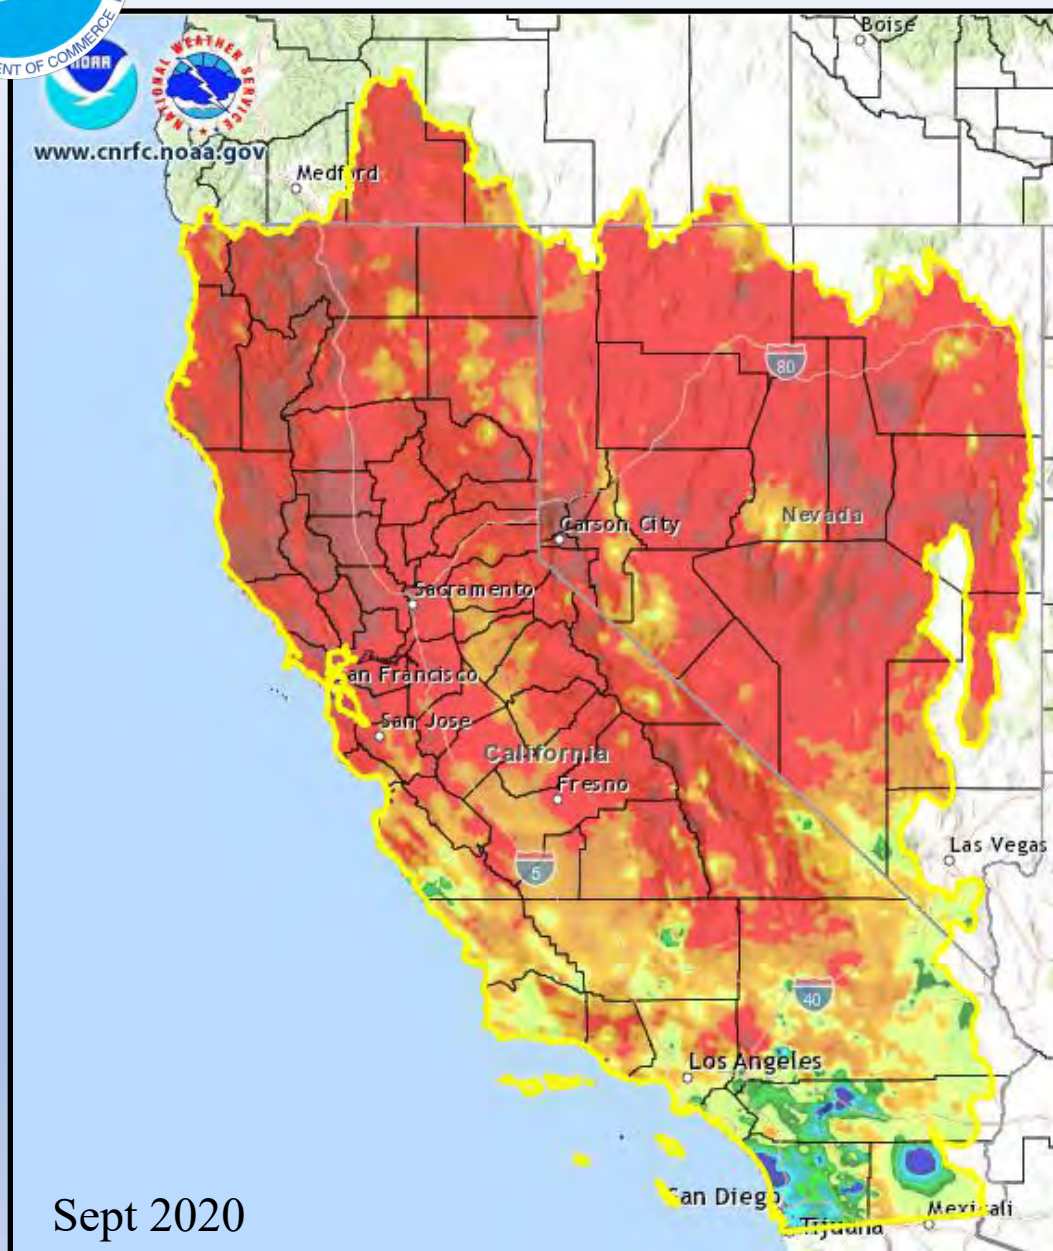 ENT OF COMMERCE
NOAA
NATIONAL WEATHER SERVICE
www.cnrfc.noaa.gov
Boise
Medford
80
Nevada
Carson City
Sacramento
an Francisco
San Jose
California
Fresno
5
Las Vegas
40
Los Angeles
San Diego
Tijuana
Mexicali
Sept 2020